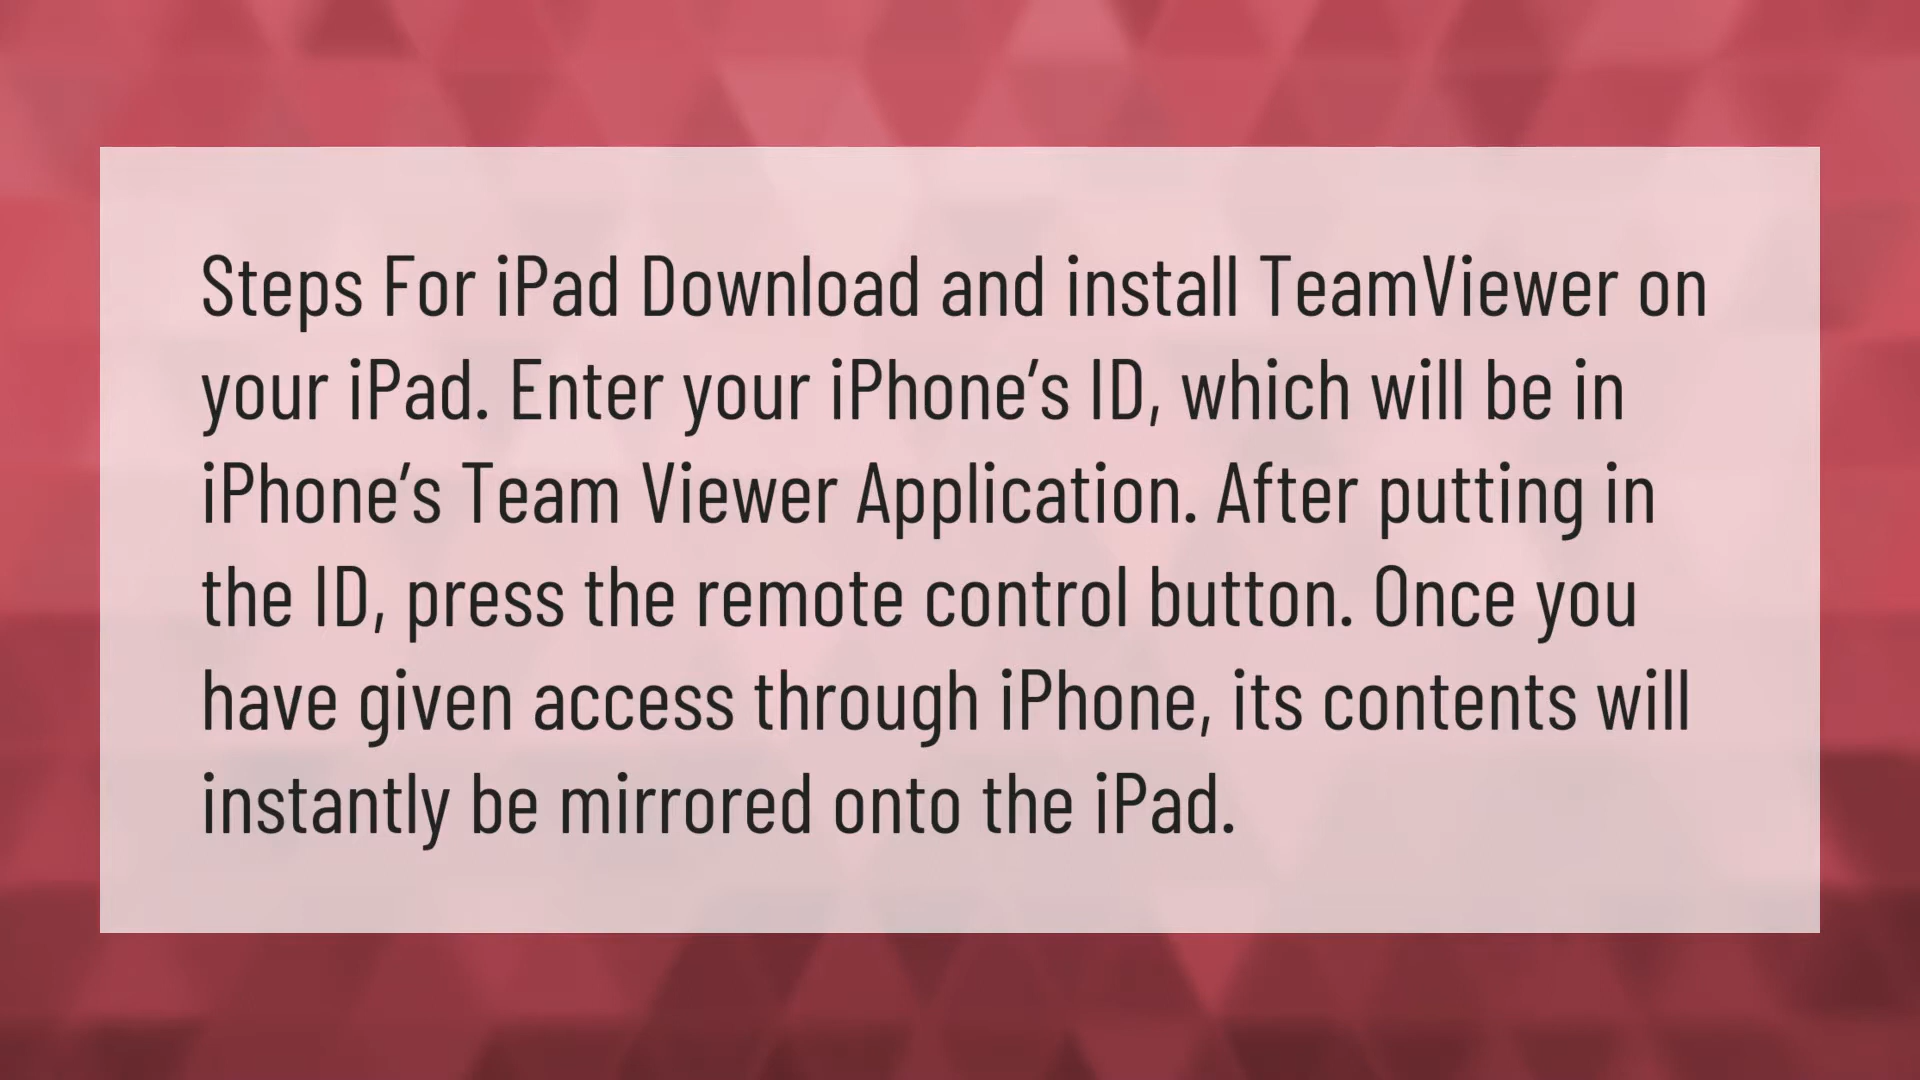 Steps For iPad Download and install TeamViewer on
your iPad. Enter your iPhone’s ID, which will be in
iPhone’s Team Viewer Application. After putting in
the ID, press the remote control button. Once you
have given access through iPhone, its contents will
instantly be mirrored onto the iPad.